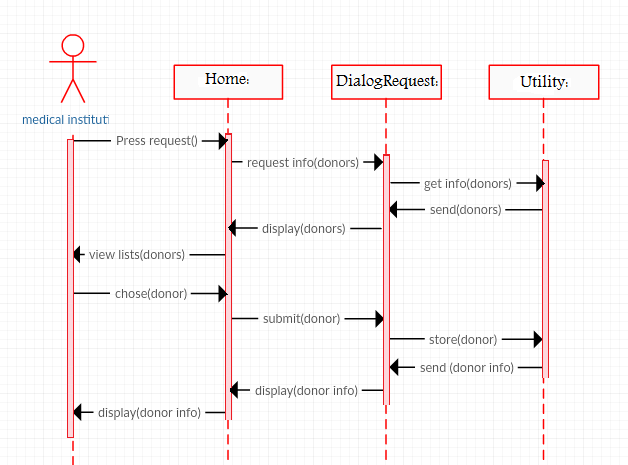 Home:
DialogRequest:
Utility:
medical instituti
Press request()
request info(donors)
get info(donors)
send(donors)
display(donors)
view lists(donors)
chose(donor)
submit(donor)
store(donor)
send (donor info)
display(donor info)
display(donor info)